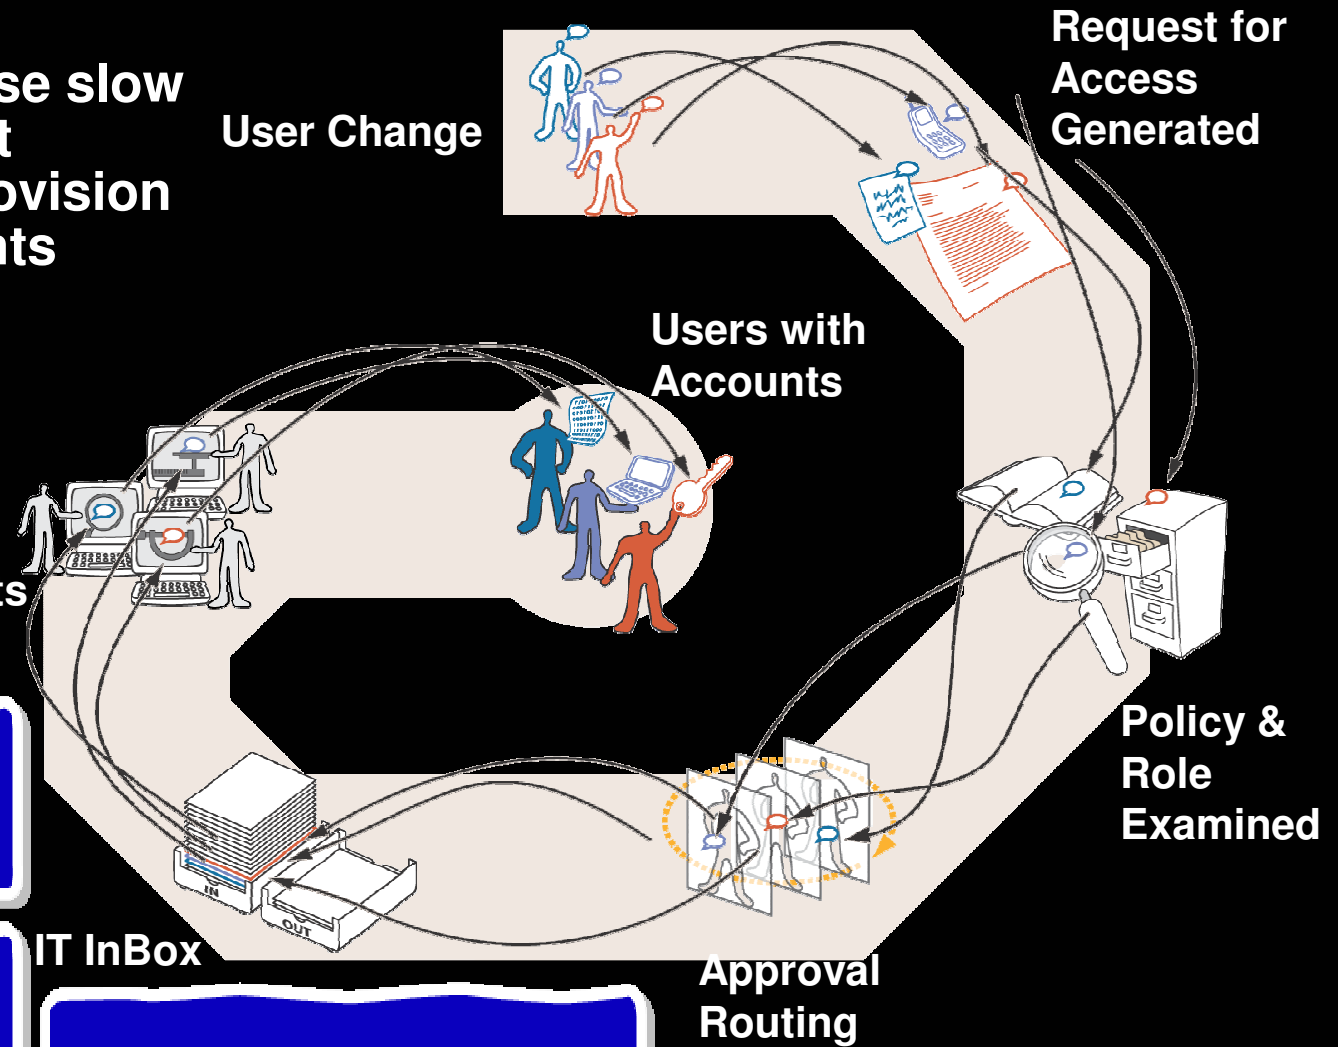 se slow
t
ovision
nts
User Change
Request for
Access
Generated
Users with
Accounts
ts
Policy &
Role
Examined
IN
OUT
IT InBox
Approval
Routing